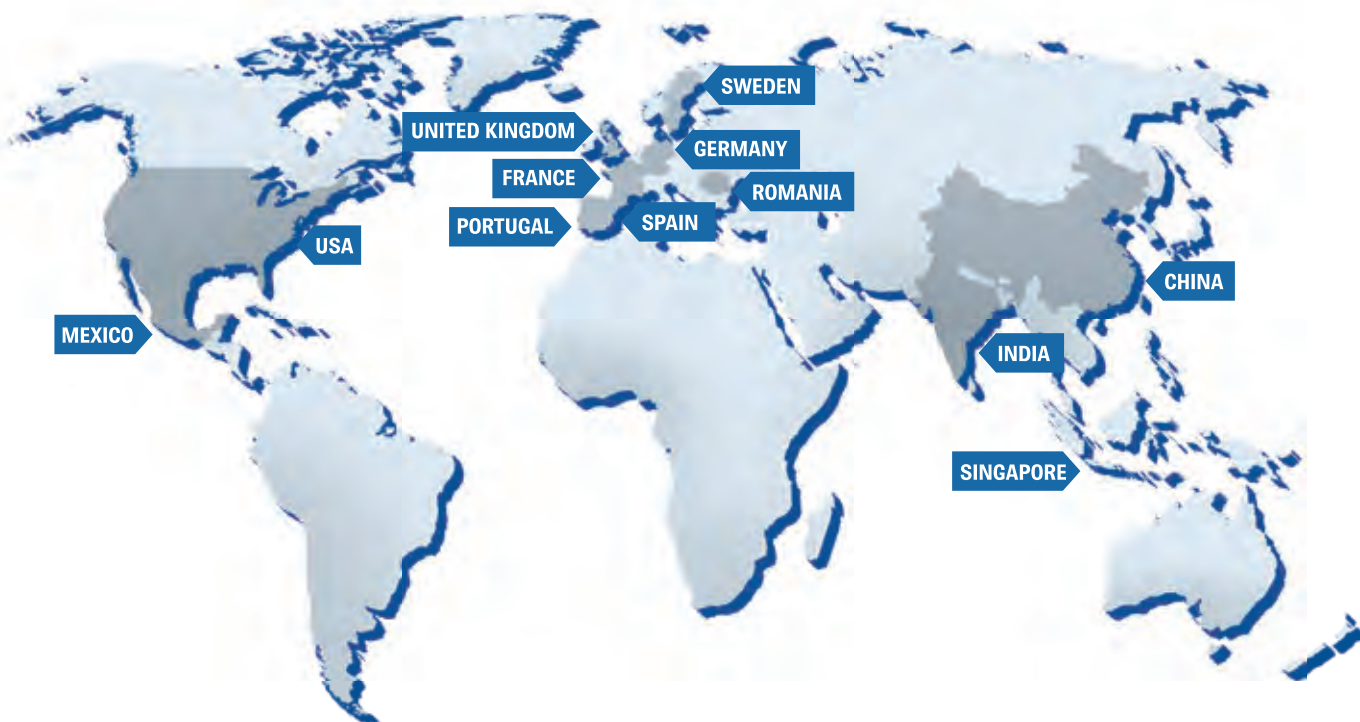 SWEDEN
UNITED KINGDOM
GERMANY
FRANCE
ROMANIA
PORTUGAL
SPAIN
USA
CHINA
MEXICO
INDIA
SINGAPORE